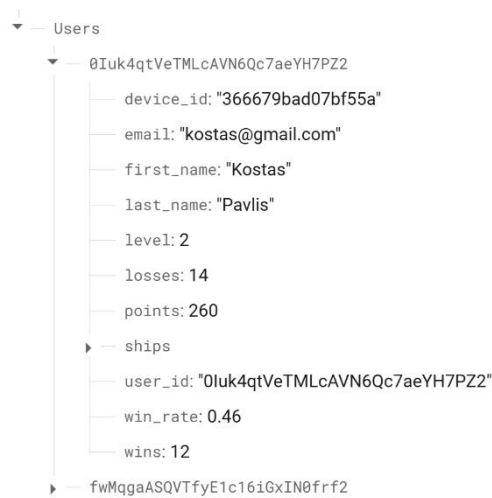 Users
0Iuk4qtVeTMLcAVN6Qc7aeYH7PZ2
device_id: "366679bad07bf55a"
email: "kostas@gmail.com"
first_name: "Kostas"
last_name: "Pavlis"
level: 2
losses: 14
points: 260
ships
user_id: "0Iuk4qtVeTMLcAVN6Qc7aeYH7PZ2"
win_rate: 0.46
wins: 12
fwMqgaASQVTfyE1c16iGxIN0frf2